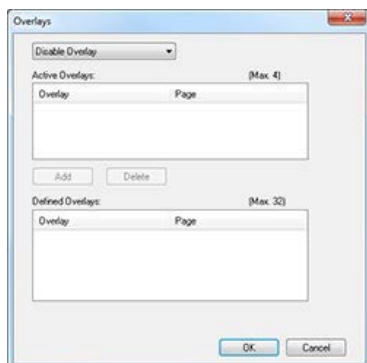 Overlays
Disable Overlay
Active Overlays: (Max. 4)
Overlay Page
Add Delete
Defined Overlays: (Max. 32)
Overlay Page
OK Cancel